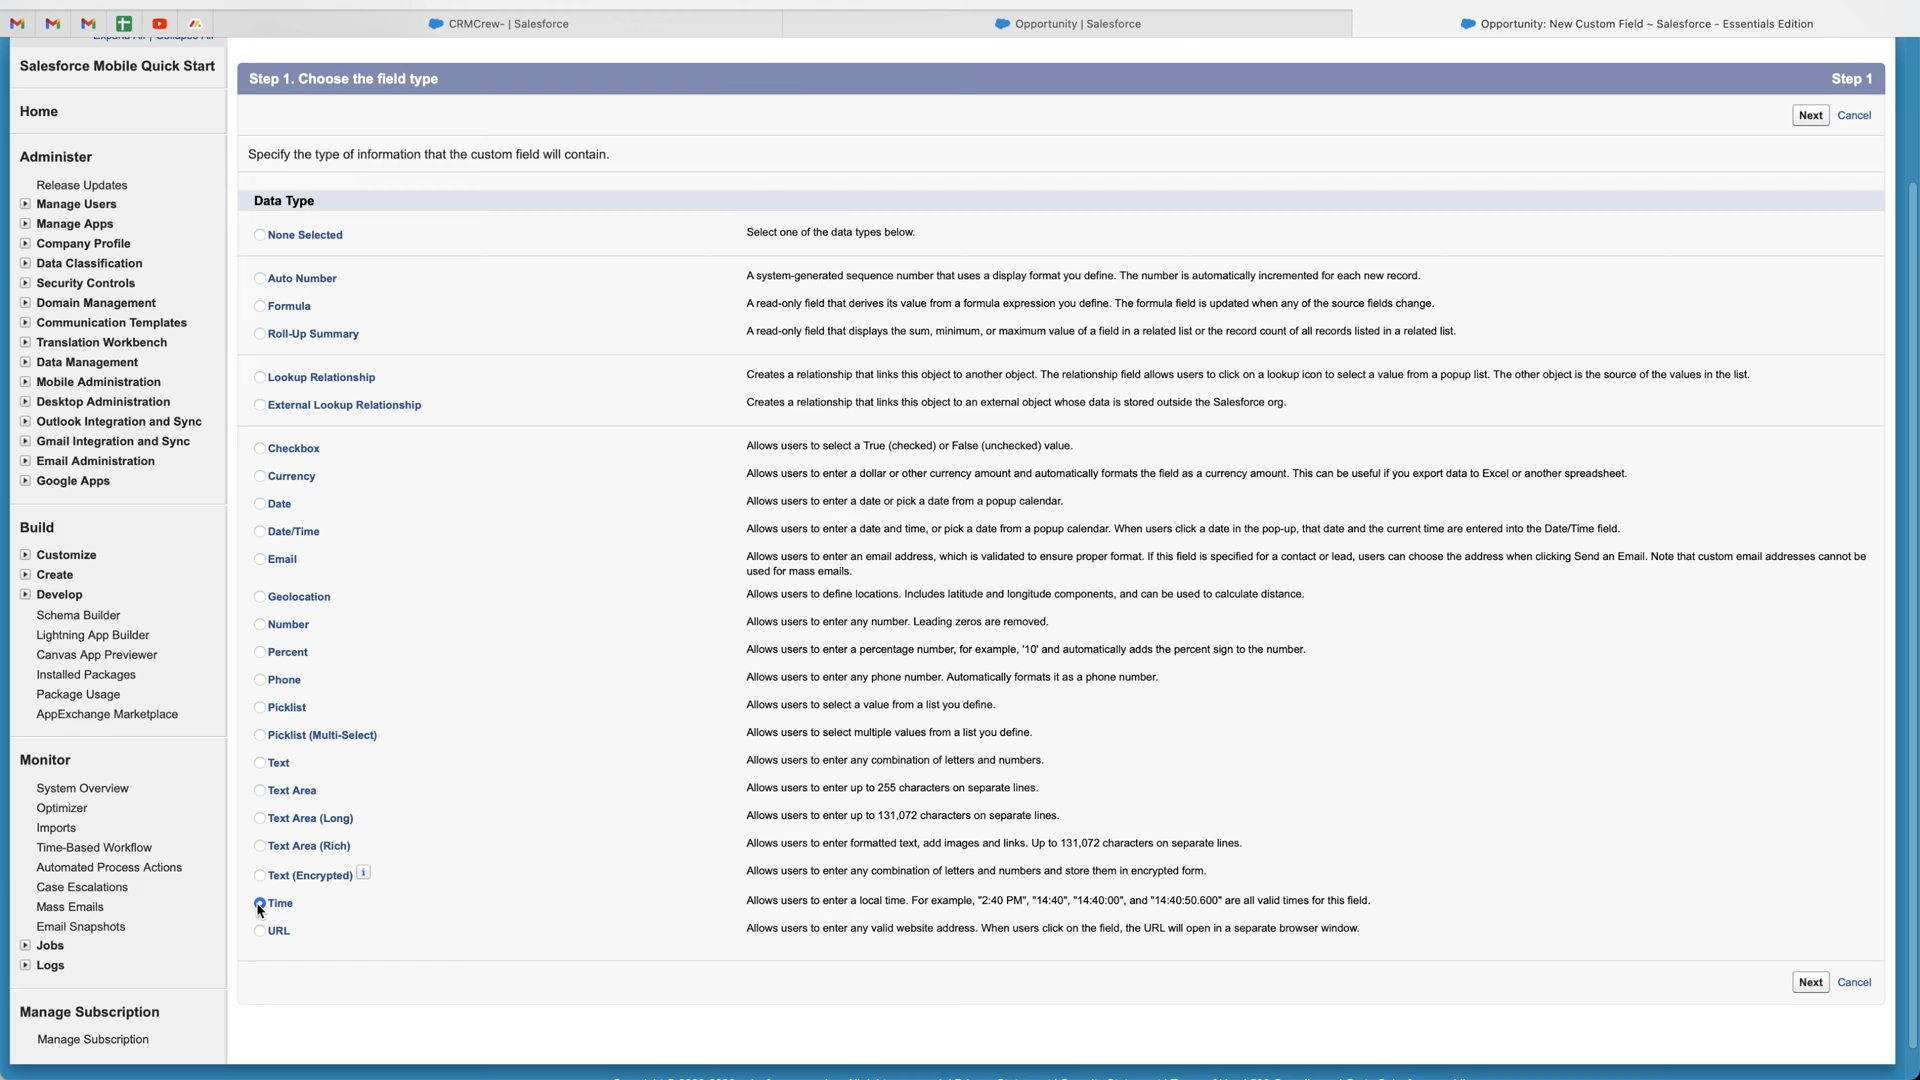 CRMCrew- | Salesforce
Opportunity | Salesforce
Opportunity: New Custom Field ~ Salesforce - Essentials Edition
Expand All | Collapse All
Salesforce Mobile Quick Start
Home
Administer
Release Updates
Manage Users
Manage Apps
Company Profile
Data Classification
Security Controls
Domain Management
Communication Templates
Translation Workbench
Data Management
Mobile Administration
Desktop Administration
Outlook Integration and Sync
Gmail Integration and Sync
Email Administration
Google Apps
Build
Customize
Create
Develop
Schema Builder
Lightning App Builder
Canvas App Previewer
Installed Packages
Package Usage
AppExchange Marketplace
Monitor
System Overview
Optimizer
Imports
Time-Based Workflow
Automated Process Actions
Case Escalations
Mass Emails
Email Snapshots
Jobs
Logs
Manage Subscription
Manage Subscription
Step 1. Choose the field type Step 1
Next Cancel
Specify the type of information that the custom field will contain.
Data Type
None Selected Select one of the data types below.
Auto Number A system-generated sequence number that uses a display format you define. The number is automatically incremented for each new record.
Formula A read-only field that derives its value from a formula expression you define. The formula field is updated when any of the source fields change.
Roll-Up Summary A read-only field that displays the sum, minimum, or maximum value of a field in a related list or the record count of all records listed in a related list.
Lookup Relationship Creates a relationship that links this object to another object. The relationship field allows users to click on a lookup icon to select a value from a popup list. The other object is the source of the values in the list.
External Lookup Relationship Creates a relationship that links this object to an external object whose data is stored outside the Salesforce org.
Checkbox Allows users to select a True (checked) or False (unchecked) value.
Currency Allows users to enter a dollar or other currency amount and automatically formats the field as a currency amount. This can be useful if you export data to Excel or another spreadsheet.
Date Allows users to enter a date or pick a date from a popup calendar.
Date/Time Allows users to enter a date and time, or pick a date from a popup calendar. When users click a date in the pop-up, that date and the current time are entered into the Date/Time field.
Email Allows users to enter an email address, which is validated to ensure proper format. If this field is specified for a contact or lead, users can choose the address when clicking Send an Email. Note that custom email addresses cannot be
used for mass emails.
Geolocation Allows users to define locations. Includes latitude and longitude components, and can be used to calculate distance.
Number Allows users to enter any number. Leading zeros are removed.
Percent Allows users to enter a percentage number, for example, '10' and automatically adds the percent sign to the number.
Phone Allows users to enter any phone number. Automatically formats it as a phone number.
Picklist Allows users to select a value from a list you define.
Picklist (Multi-Select) Allows users to select multiple values from a list you define.
Text Allows users to enter any combination of letters and numbers.
Text Area Allows users to enter up to 255 characters on separate lines.
Text Area (Long) Allows users to enter up to 131,072 characters on separate lines.
Text Area (Rich) Allows users to enter formatted text, add images and links. Up to 131,072 characters on separate lines.
Text (Encrypted) i Allows users to enter any combination of letters and numbers and store them in encrypted form.
Time Allows users to enter a local time. For example, "2:40 PM", "14:40", "14:40:00", and "14:40:50.600" are all valid times for this field.
URL Allows users to enter any valid website address. When users click on the field, the URL will open in a separate browser window.
Next Cancel